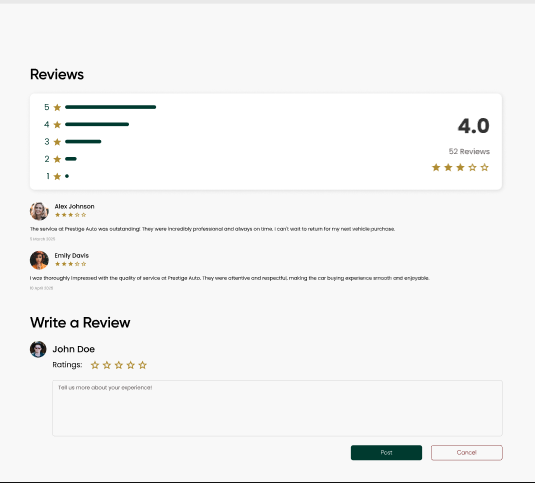 Reviews
5
4
3
2
1
4.0
52 Reviews
Alex Johnson
The service at Prestige Auto was outstanding! They were incredibly professional and always on time. I can't wait to return for my next vehicle purchase.
Emily Davis
I was thoroughly impressed with the quality of service at Prestige Auto. They were attentive and respectful, making the car buying experience smooth and enjoyable.
Write a Review
John Doe
Ratings:
Tell us more about your experience!
Post
Cancel